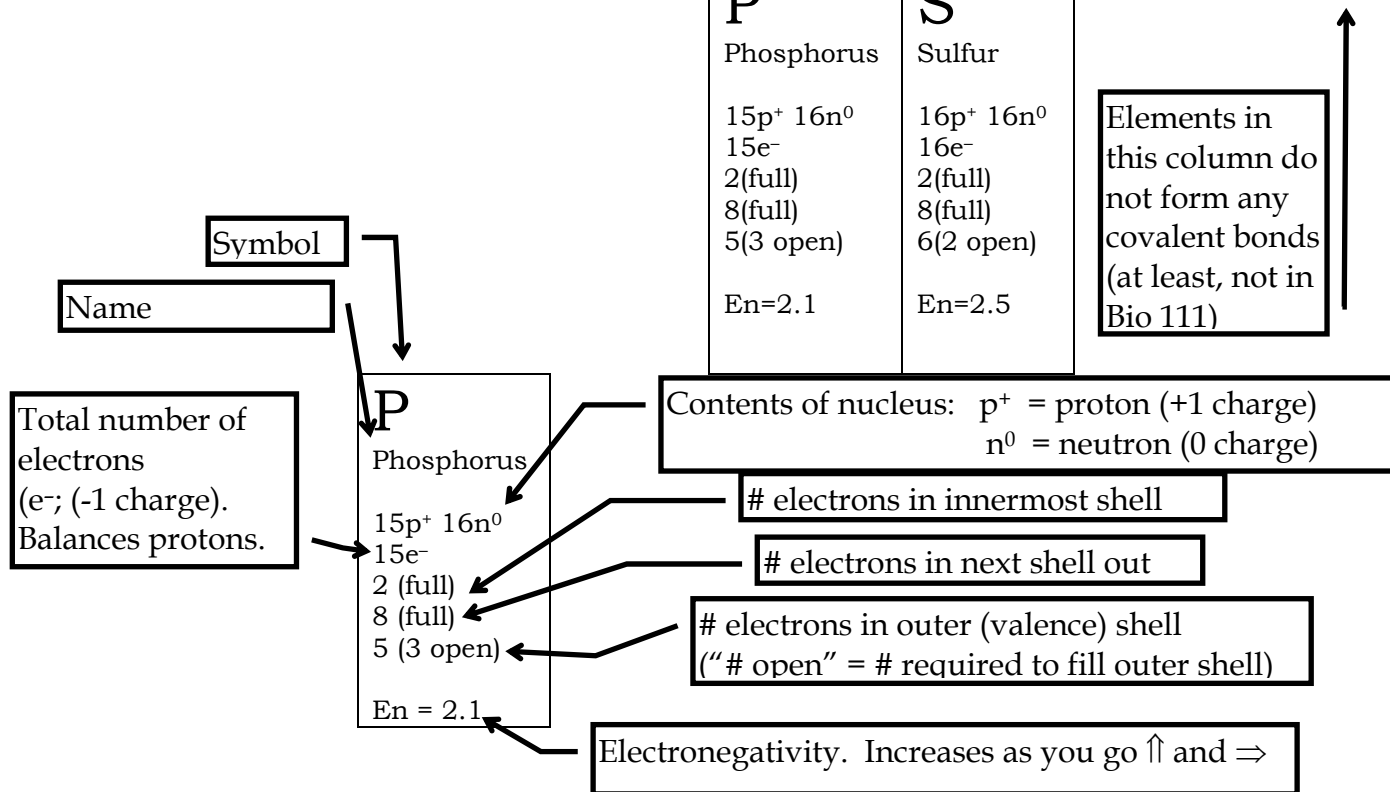 P
Phosphorus
15p⁺ 16n⁰
15e⁻
2(full)
8(full)
5(3 open)
En=2.1
S
Sulfur
16p⁺ 16n⁰
16e⁻
2(full)
8(full)
6(2 open)
En=2.5
Elements in
this column do
not form any
covalent bonds
(at least, not in
Bio 111)
Symbol
Name
Total number of
electrons
(e⁻; (-1 charge).
Balances protons.
P
Phosphorus
15p⁺ 16n⁰
15e⁻
2 (full)
8 (full)
5 (3 open)
En = 2.1
Contents of nucleus: p⁺ = proton (+1 charge)
n⁰ = neutron (0 charge)
# electrons in innermost shell
# electrons in next shell out
# electrons in outer (valence) shell
(“# open” = # required to fill outer shell)
Electronegativity. Increases as you go ⇑ and ⇒